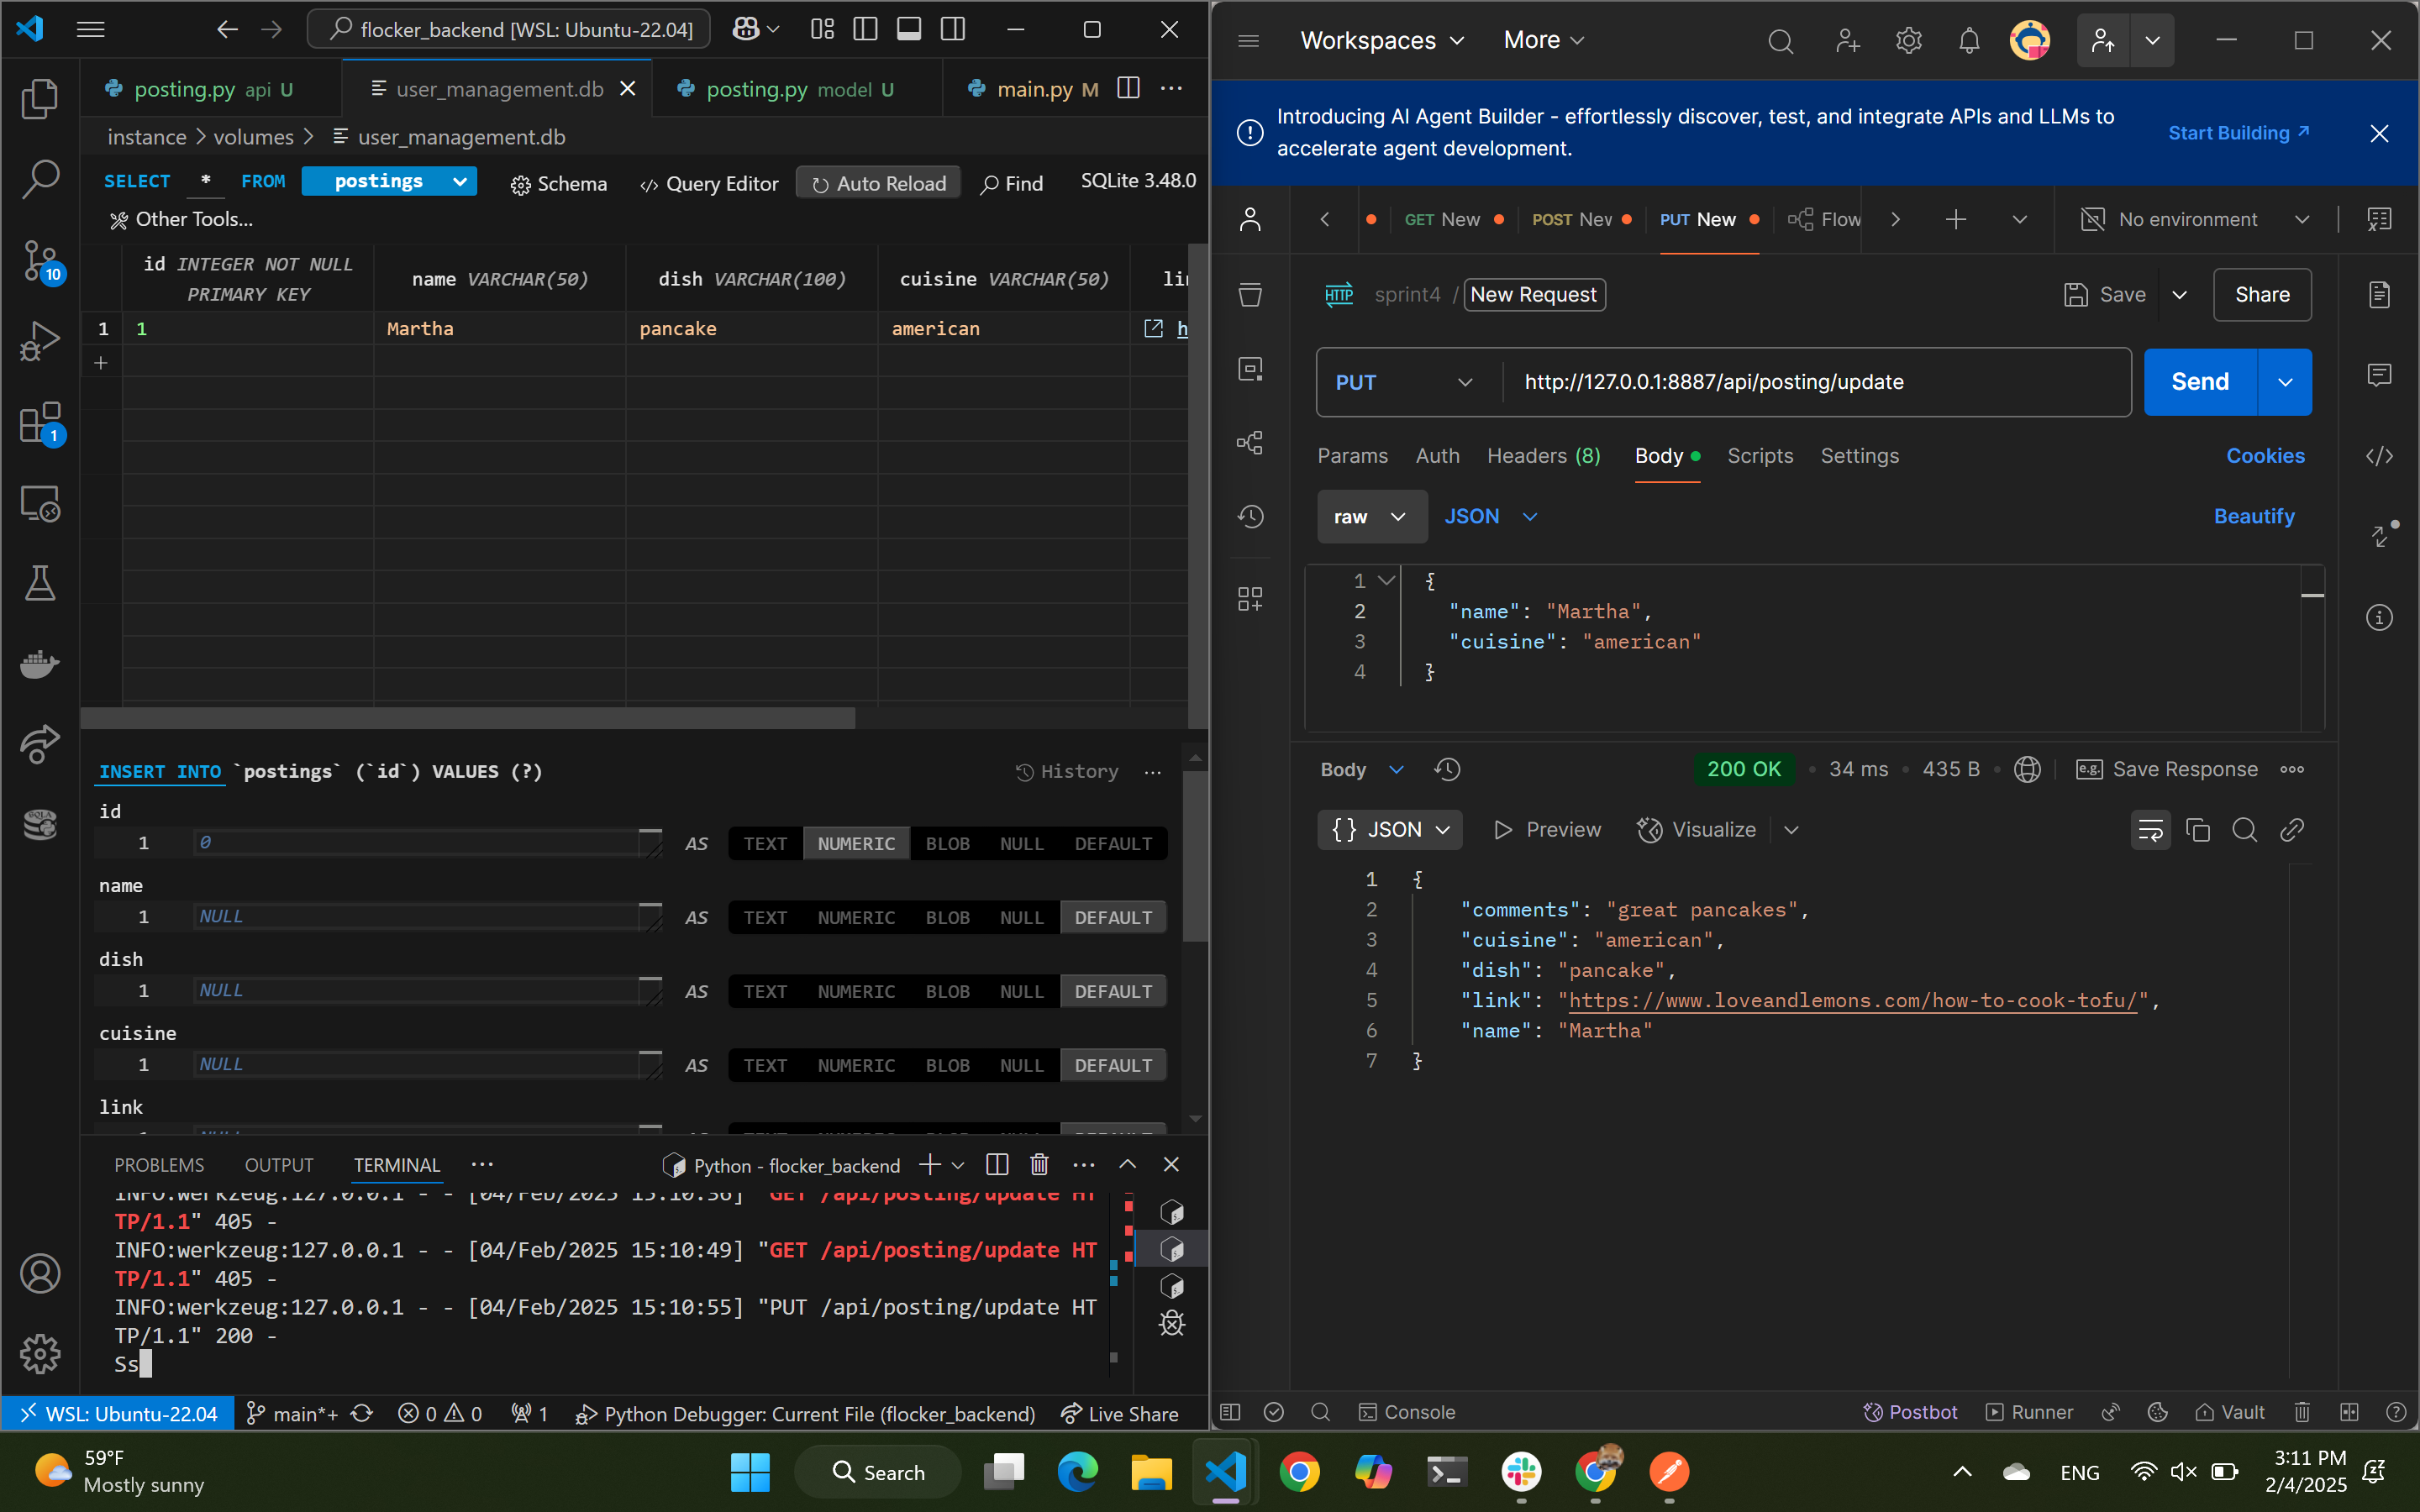 flocker_backend [WSL: Ubuntu-22.04]
posting.py api U
user_management.db
posting.py model U
main.py M
instance > volumes > user_management.db
SELECT * FROM postings
Schema
Query Editor
Auto Reload
Find
SQLite 3.48.0
Other Tools...
id INTEGER NOT NULL PRIMARY KEY
name VARCHAR(50)
dish VARCHAR(100)
cuisine VARCHAR(50)
1 1 Martha pancake american h
10
1
INSERT INTO `postings` (`id`) VALUES (?)
History
id
1 0 AS TEXT NUMERIC BLOB NULL DEFAULT
name
1 NULL AS TEXT NUMERIC BLOB NULL DEFAULT
dish
1 NULL AS TEXT NUMERIC BLOB NULL DEFAULT
cuisine
1 NULL AS TEXT NUMERIC BLOB NULL DEFAULT
link
PROBLEMS OUTPUT TERMINAL
Python - flocker_backend
INFO:werkzeug:127.0.0.1 - - [04/Feb/2025 15:10:36] "GET /api/posting/update HT
TP/1.1" 405 -
INFO:werkzeug:127.0.0.1 - - [04/Feb/2025 15:10:49] "GET /api/posting/update HT
TP/1.1" 405 -
INFO:werkzeug:127.0.0.1 - - [04/Feb/2025 15:10:55] "PUT /api/posting/update HT
TP/1.1" 200 -
Ss
WSL: Ubuntu-22.04
main*+
0 0
1
Python Debugger: Current File (flocker_backend)
Live Share
Workspaces
More
Introducing AI Agent Builder - effortlessly discover, test, and integrate APIs and LLMs to
accelerate agent development.
Start Building
GET New
POST Nev
PUT New
Flow
No environment
HTTP sprint4 / New Request
Save
Share
PUT
http://127.0.0.1:8887/api/posting/update
Send
Params Auth Headers (8) Body Scripts Settings
Cookies
raw
JSON
Beautify
1 {
2 "name": "Martha",
3 "cuisine": "american"
4 }
Body
200 OK • 34 ms • 435 B
e.g. Save Response
{} JSON
Preview
Visualize
1 {
2 "comments": "great pancakes",
3 "cuisine": "american",
4 "dish": "pancake",
5 "link": "https://www.loveandlemons.com/how-to-cook-tofu/",
6 "name": "Martha"
7 }
Console
Postbot
Runner
Vault
59°F
Mostly sunny
Search
ENG
3:11 PM
2/4/2025